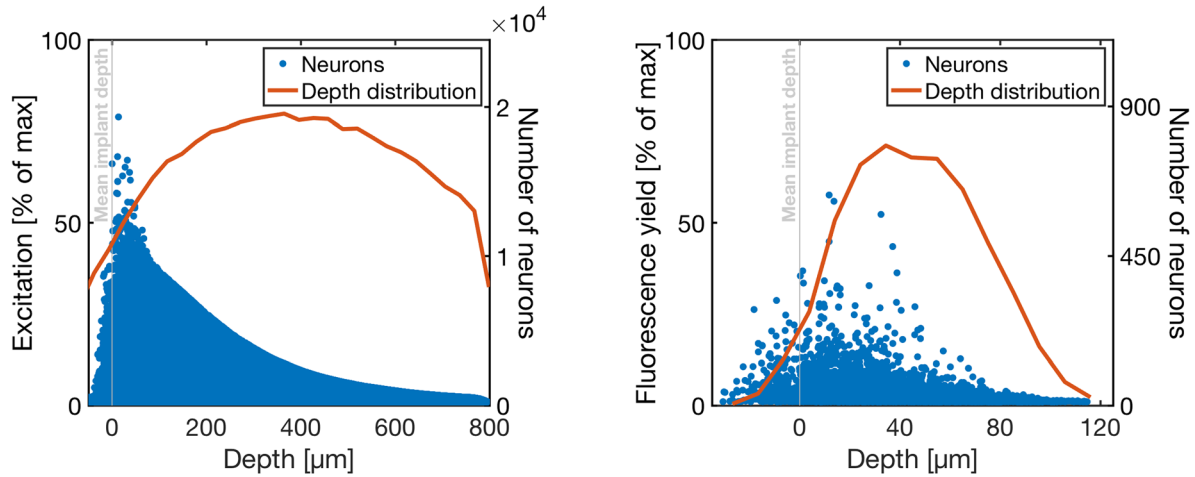 ×10⁴
100
50
0
Excitation [% of max]
Mean implant depth
Neurons
Depth distribution
2
1
0
Number of neurons
0
200
400
600
800
Depth [µm]
100
50
0
Fluorescence yield [% of max]
Mean implant depth
Neurons
Depth distribution
900
450
0
Number of neurons
0
40
80
120
Depth [µm]